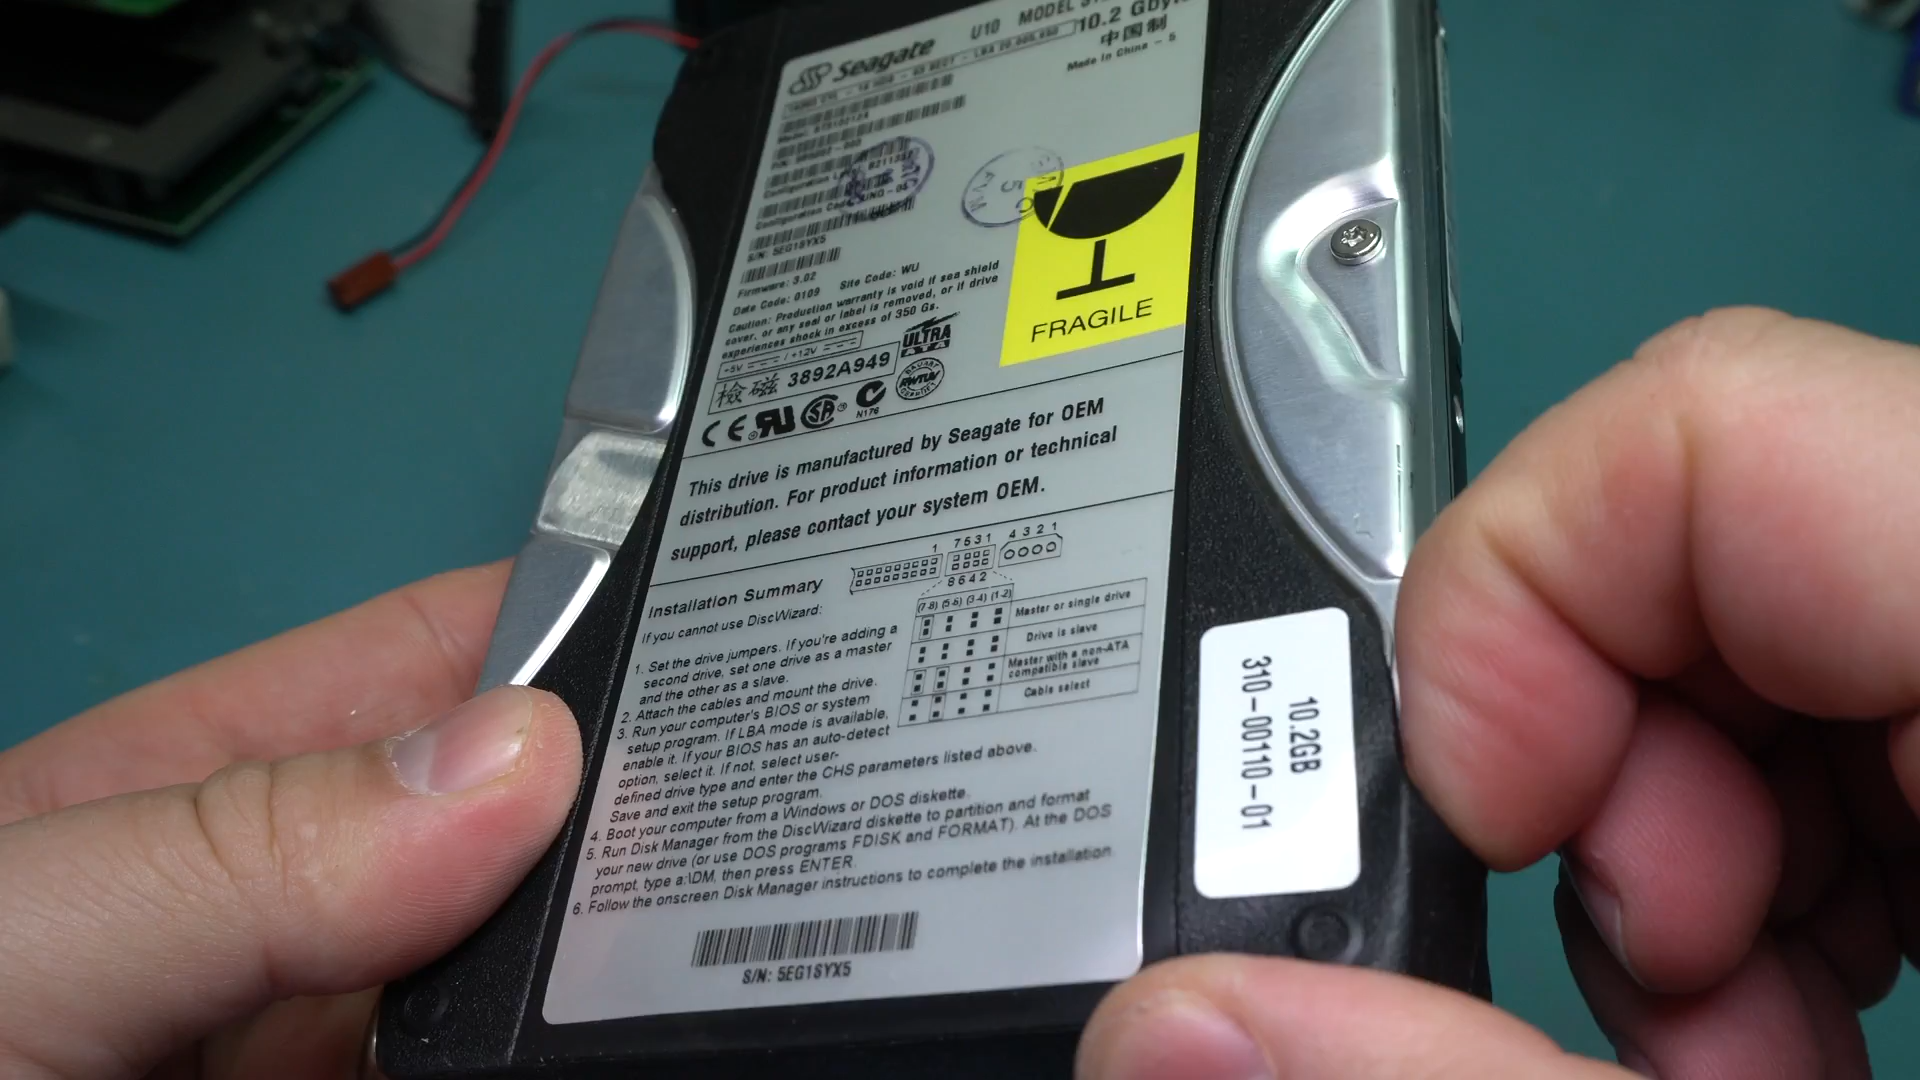 Seagate U10 MODEL
10.2 Gbyte
中国制
Made in China - 5
S/N: 5EG1SYX5
Firmware: 3.02 Site Code: WU
Date Code: 0109
Caution: Production warranty is void if sea shield
cover, or any seal or label is removed, or if drive
experiences shock in excess of 350 Gs.
+5V / +12V
檢磁 3892A949
ULTRA
ATA
N176
FRAGILE
This drive is manufactured by Seagate for OEM
distribution. For product information or technical
support, please contact your system OEM.
Installation Summary
If you cannot use DiscWizard:
1. Set the drive jumpers. If you're adding a
second drive, set one drive as a master
and the other as a slave.
2. Attach the cables and mount the drive.
3. Run your computer's BIOS or system
setup program. If LBA mode is available,
enable it. If your BIOS has an auto-detect
option, select it. If not, select user-
defined drive type and enter the CHS parameters listed above.
Save and exit the setup program.
4. Boot your computer from a Windows or DOS diskette.
5. Run Disk Manager from the DiscWizard diskette to partition and format
your new drive (or use DOS programs FDISK and FORMAT). At the DOS
prompt, type a:\DM, then press ENTER.
6. Follow the onscreen Disk Manager instructions to complete the installation.
1 7 5 3 1 4 3 2 1
8 6 4 2
(7-8) (5-6) (3-4) (1-2)
Master or single drive
Drive is slave
Master with a non-ATA
compatible slave
Cable select
S/N: 5EG1SYX5
10.2GB
310-00110-01